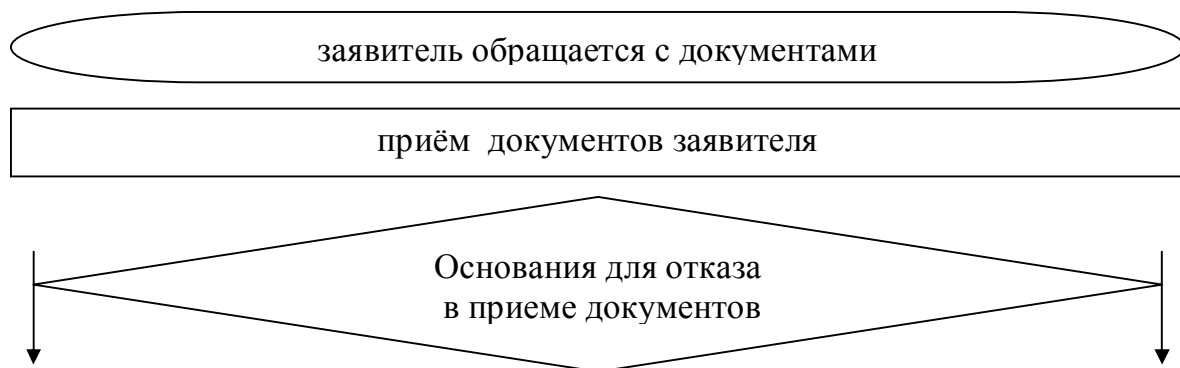 заявитель обращается с документами
приём документов заявителя
Основания для отказа
в приеме документов